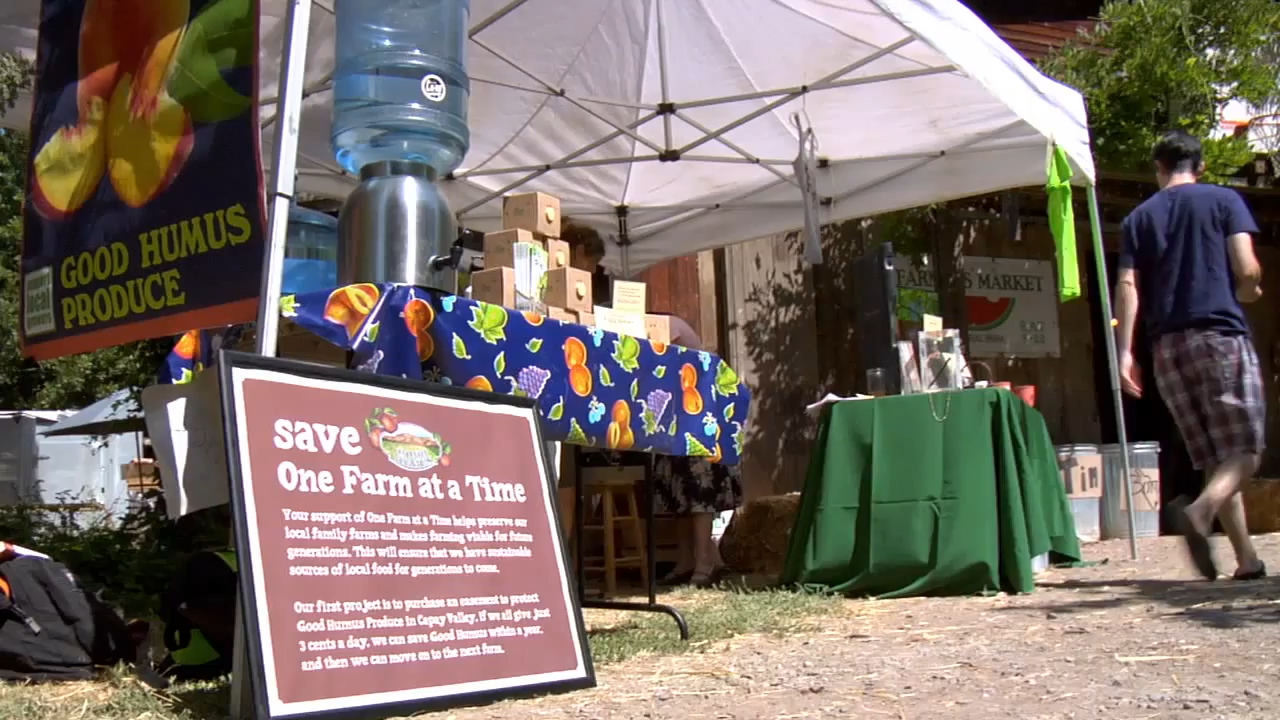 GOOD HUMUS
PRODUCE
save
One Farm at a Time
Your support of One Farm at a Time helps preserve our
local family farms and makes farming viable for future
generations. This will ensure that we have sustainable
sources of local food for generations to come.
Our first project is to purchase an easement to protect
Good Humus Produce in Capay Valley. If we all give just
3 cents a day, we can save Good Humus within a year,
and then we can move on to the next farm.
MARKET
Tin